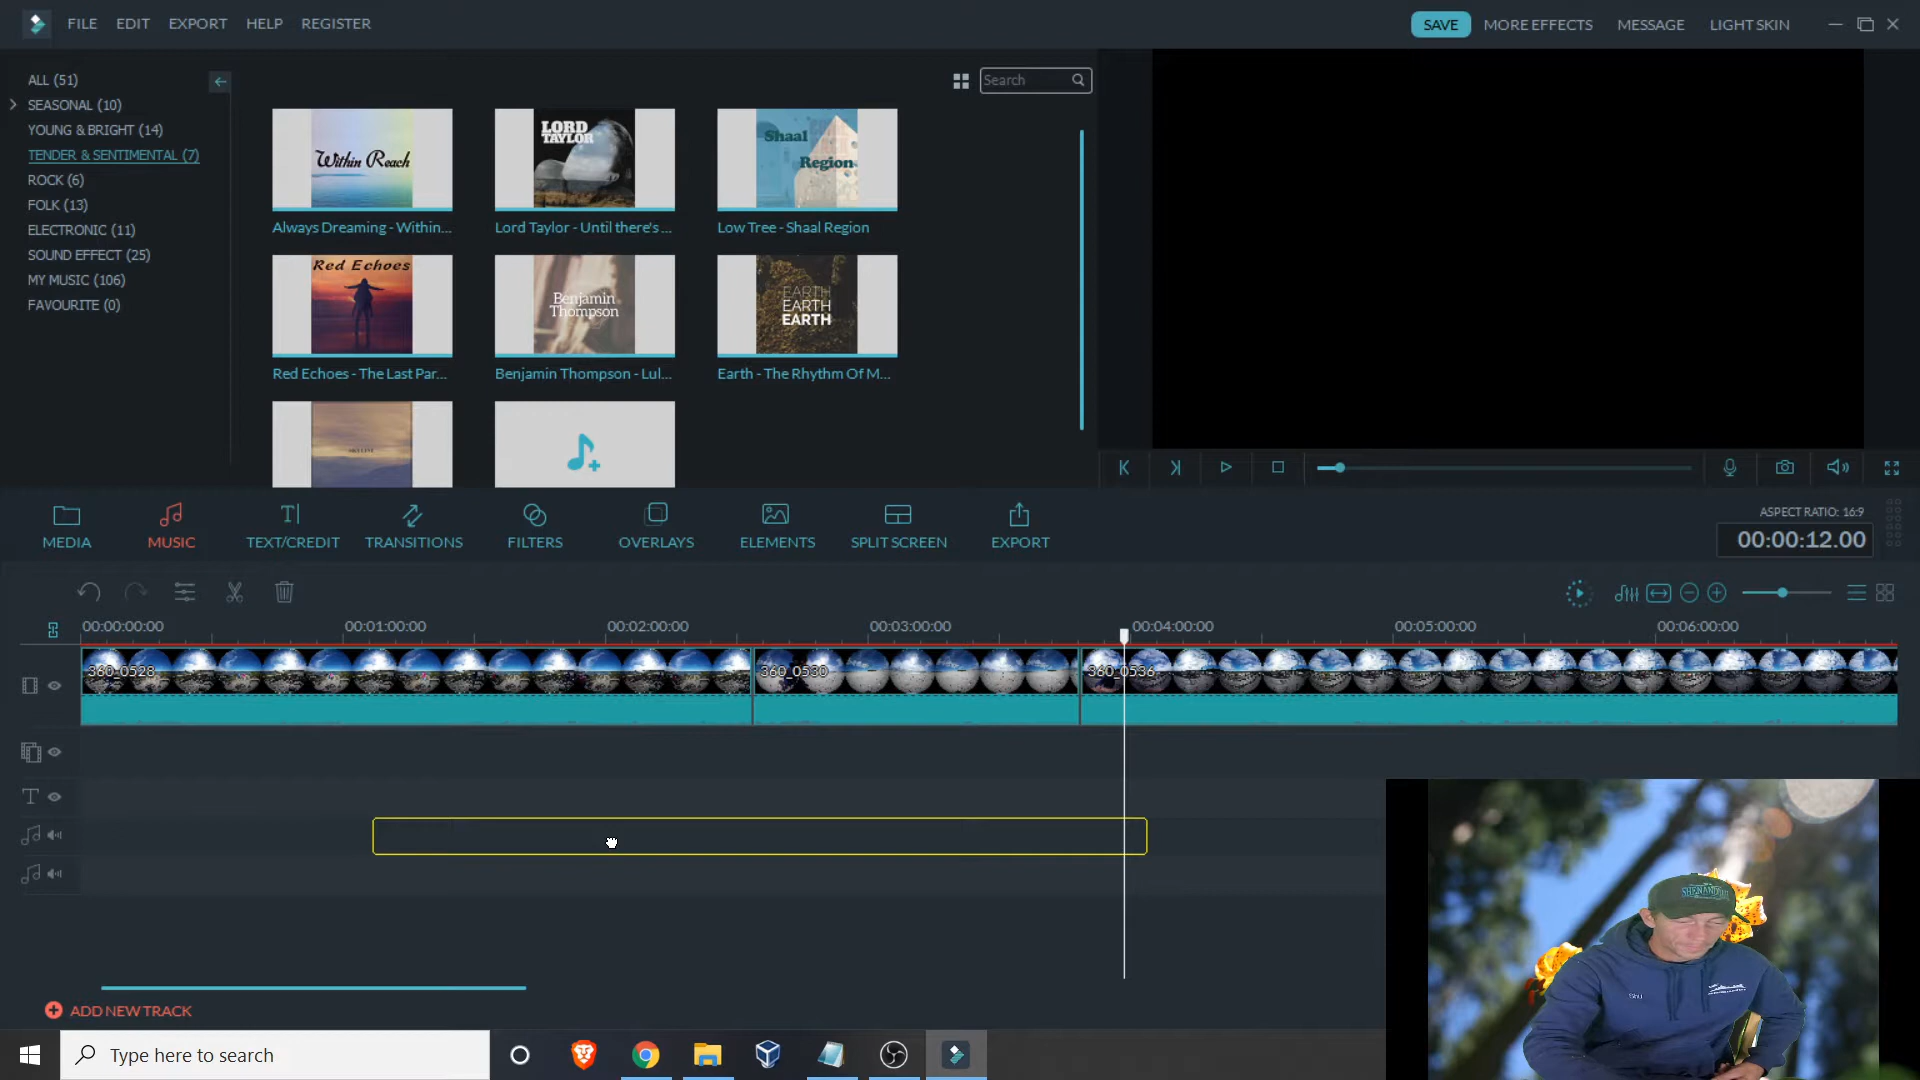 FILE EDIT EXPORT HELP REGISTER
SAVE MORE EFFECTS MESSAGE LIGHT SKIN
ALL (51)
SEASONAL (10)
YOUNG & BRIGHT (14)
TENDER & SENTIMENTAL (7)
ROCK (6)
FOLK (13)
ELECTRONIC (11)
SOUND EFFECT (25)
MY MUSIC (106)
FAVOURITE (0)
Search
Within Reach
LORD
TAYLOR
Shaal
Region
Always Dreaming - Within...
Lord Taylor - Until there's ...
Low Tree - Shaal Region
Red Echoes
Benjamin
Thompson
EARTH
EARTH
EARTH
Red Echoes - The Last Par...
Benjamin Thompson - Lul...
Earth - The Rhythm Of M...
SKYLINE
MEDIA MUSIC TEXT/CREDIT TRANSITIONS FILTERS OVERLAYS ELEMENTS SPLIT SCREEN EXPORT
ASPECT RATIO: 16:9
00:00:12.00
00:00:00:00 00:01:00:00 00:02:00:00 00:03:00:00 00:04:00:00 00:05:00:00 00:06:00:00
360_0528 360_0530 360_0536
ADD NEW TRACK
Type here to search